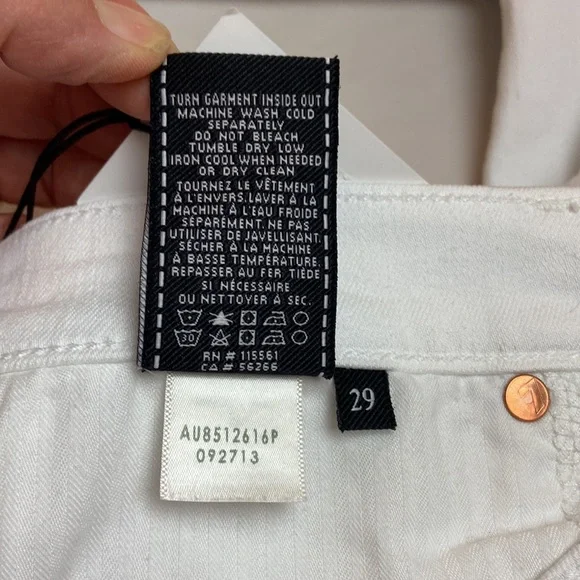 TURN GARMENT INSIDE OUT
MACHINE WASH COLD
SEPARATELY
DO NOT BLEACH
TUMBLE DRY LOW
IRON COOL WHEN NEEDED
OR DRY CLEAN
TOURNEZ LE VÊTEMENT
À L'ENVERS. LAVER À LA
MACHINE À L'EAU FROIDE
SÉPARÉMENT. NE PAS
UTILISER DE JAVELLISANT.
SÉCHER À LA MACHINE
À BASSE TEMPÉRATURE.
REPASSER AU FER TIÈDE
SI NÉCESSAIRE
OU NETTOYER À SEC.
30
RN # 115561
CA # 56266
29
AU8512616P
092713